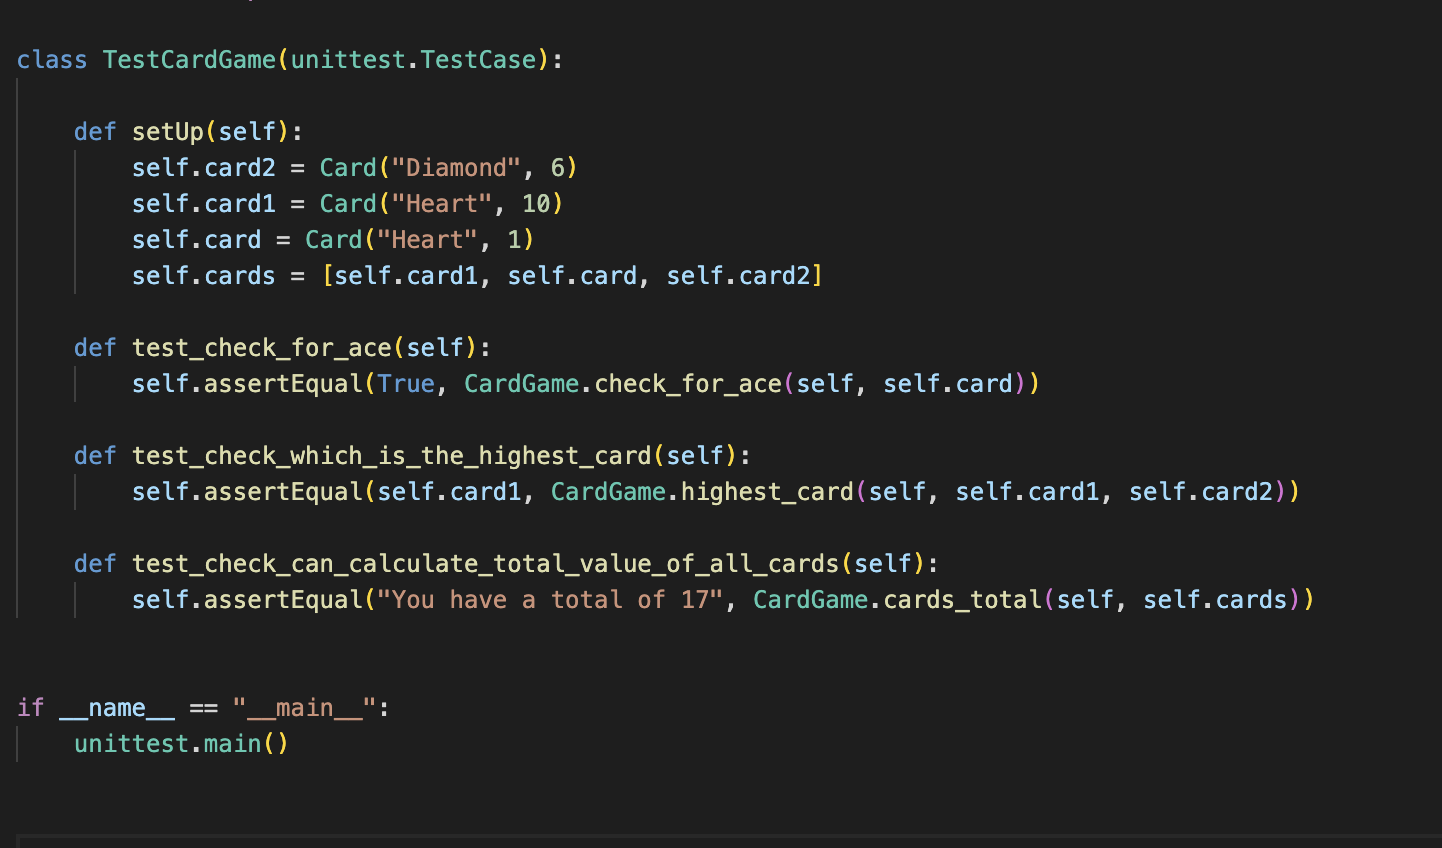 class TestCardGame(unittest.TestCase):
def setUp(self):
self.card2 = Card("Diamond", 6)
self.card1 = Card("Heart", 10)
self.card = Card("Heart", 1)
self.cards = [self.card1, self.card, self.card2]
def test_check_for_ace(self):
self.assertEqual(True, CardGame.check_for_ace(self, self.card))
def test_check_which_is_the_highest_card(self):
self.assertEqual(self.card1, CardGame.highest_card(self, self.card1, self.card2))
def test_check_can_calculate_total_value_of_all_cards(self):
self.assertEqual("You have a total of 17", CardGame.cards_total(self, self.cards))
if __name__ == "__main__":
unittest.main()